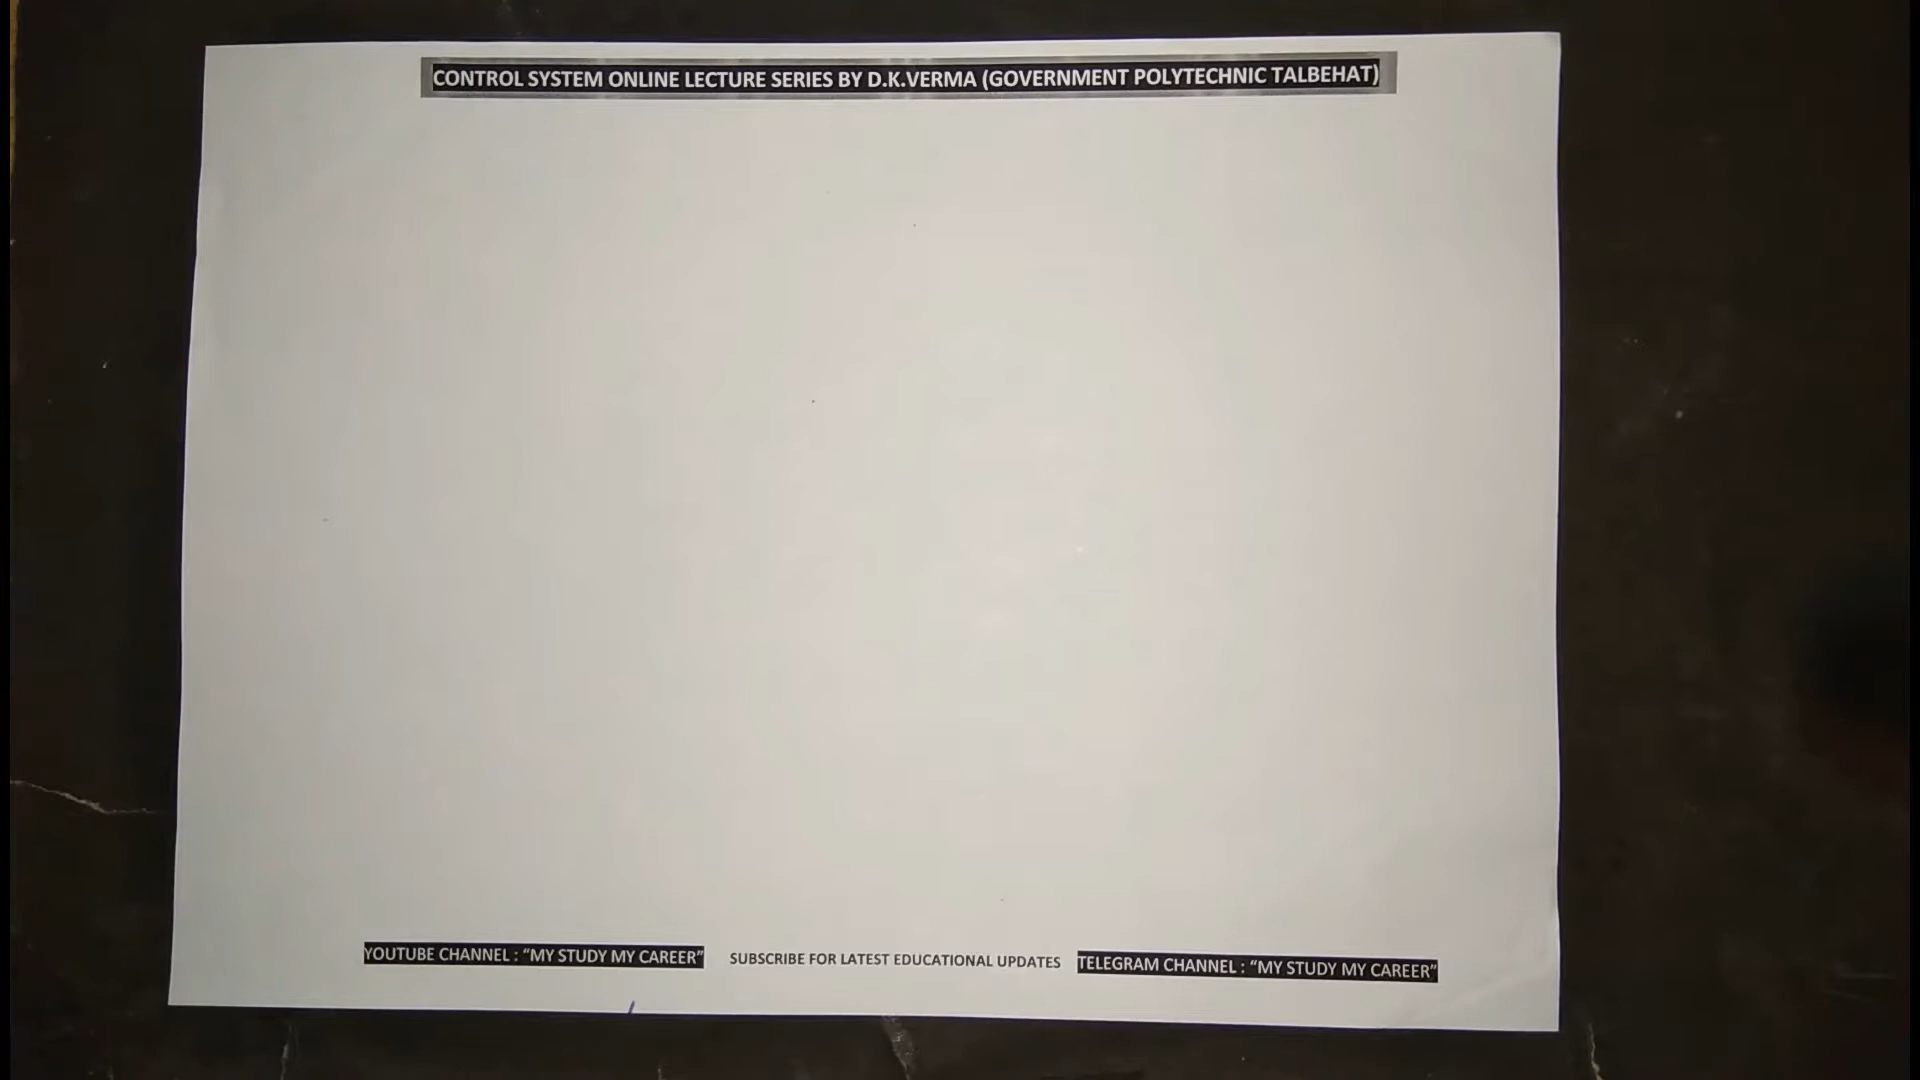 CONTROL SYSTEM ONLINE LECTURE SERIES BY D.K.VERMA (GOVERNMENT POLYTECHNIC TALBEHAT)
YOUTUBE CHANNEL : “MY STUDY MY CAREER” SUBSCRIBE FOR LATEST EDUCATIONAL UPDATES TELEGRAM CHANNEL : “MY STUDY MY CAREER”